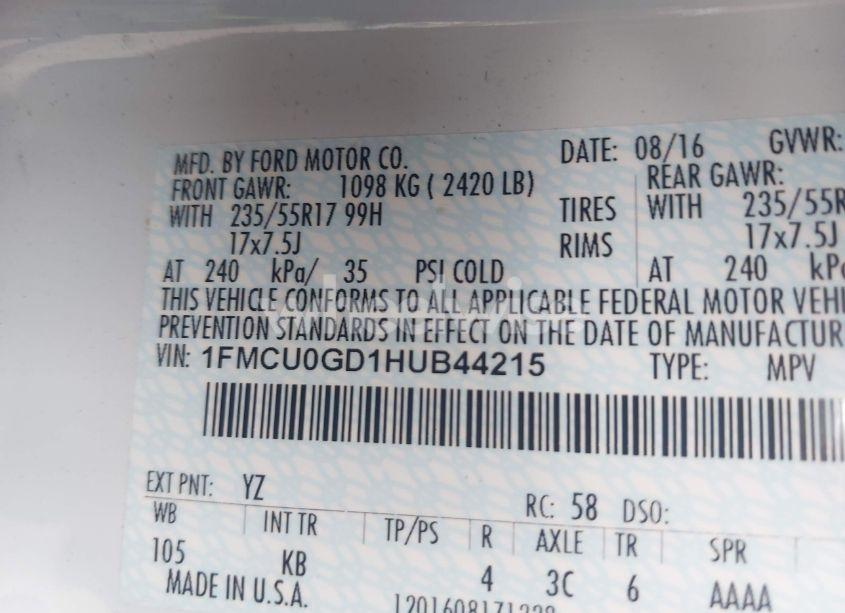 MFD. BY FORD MOTOR CO. DATE: 08/16 GVWR:
FRONT GAWR: 1098 KG ( 2420 LB) REAR GAWR:
WITH 235/55R17 99H TIRES WITH 235/55R
17x7.5J RIMS 17x7.5J
AT 240 kPa/ 35 PSI COLD AT 240 kPa
THIS VEHICLE CONFORMS TO ALL APPLICABLE FEDERAL MOTOR VEHI
PREVENTION STANDARDS IN EFFECT ON THE DATE OF MANUFACTUR
VIN: 1FMCU0GD1HUB44215 TYPE: MPV
EXT PNT: YZ RC: 58 DSO:
WB INT TR TP/PS R AXLE TR SPR
105 KB 4 3C 6 AAAA
MADE IN U.S.A.